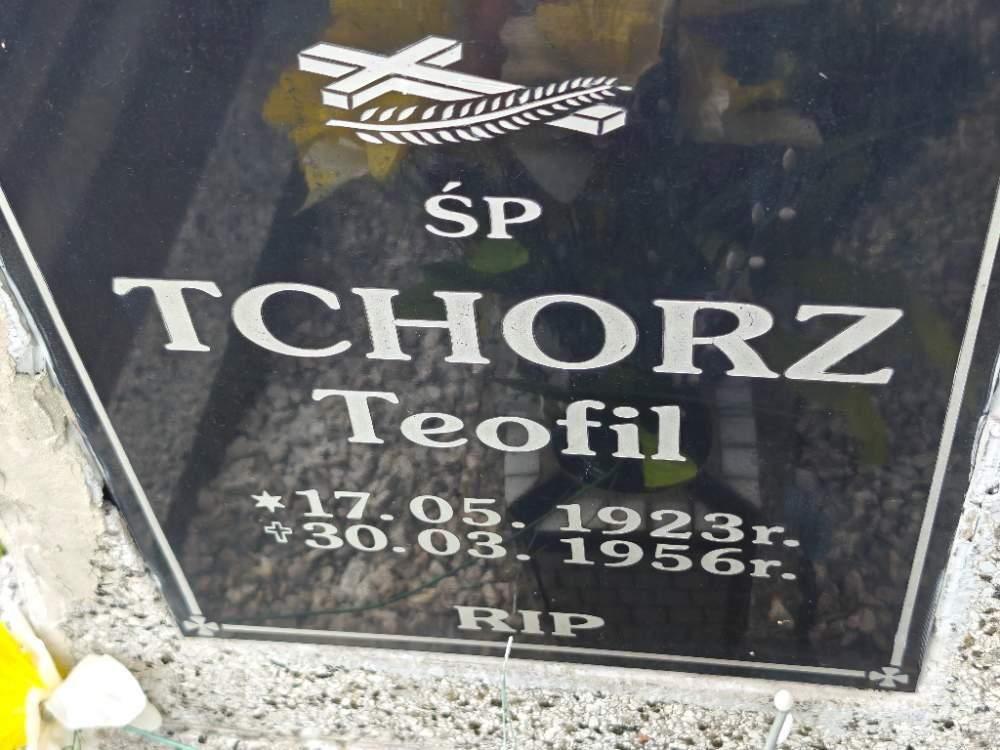 ŚP
TCHORZ
Teofil
* 17. 05. 1923r.
✝ 30. 03. 1956r.
RIP